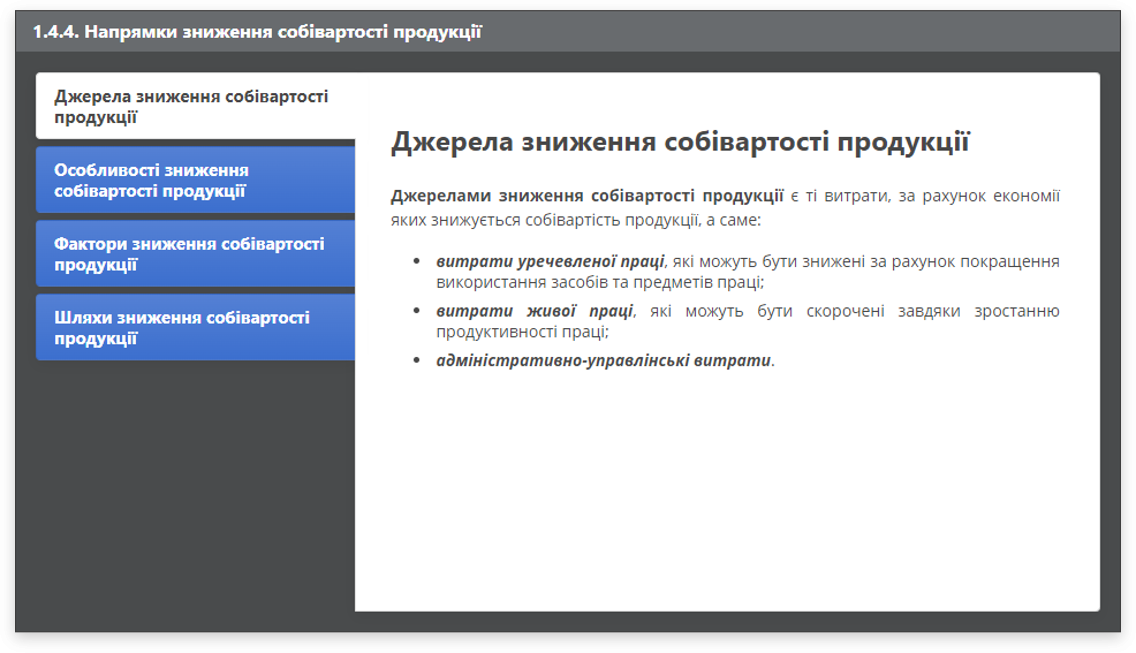 1.4.4. Напрямки зниження собівартості продукції
Джерела зниження собівартості
продукції
Особливості зниження
собівартості продукції
Фактори зниження собівартості
продукції
Шляхи зниження собівартості
продукції
Джерела зниження собівартості продукції
Джерелами зниження собівартості продукції є ті витрати, за рахунок економії
яких знижується собівартість продукції, а саме:
• витрати уречевленої праці, які можуть бути знижені за рахунок покращення
використання засобів та предметів праці;
• витрати живої праці, які можуть бути скорочені завдяки зростанню
продуктивності праці;
• адміністративно-управлінські витрати.